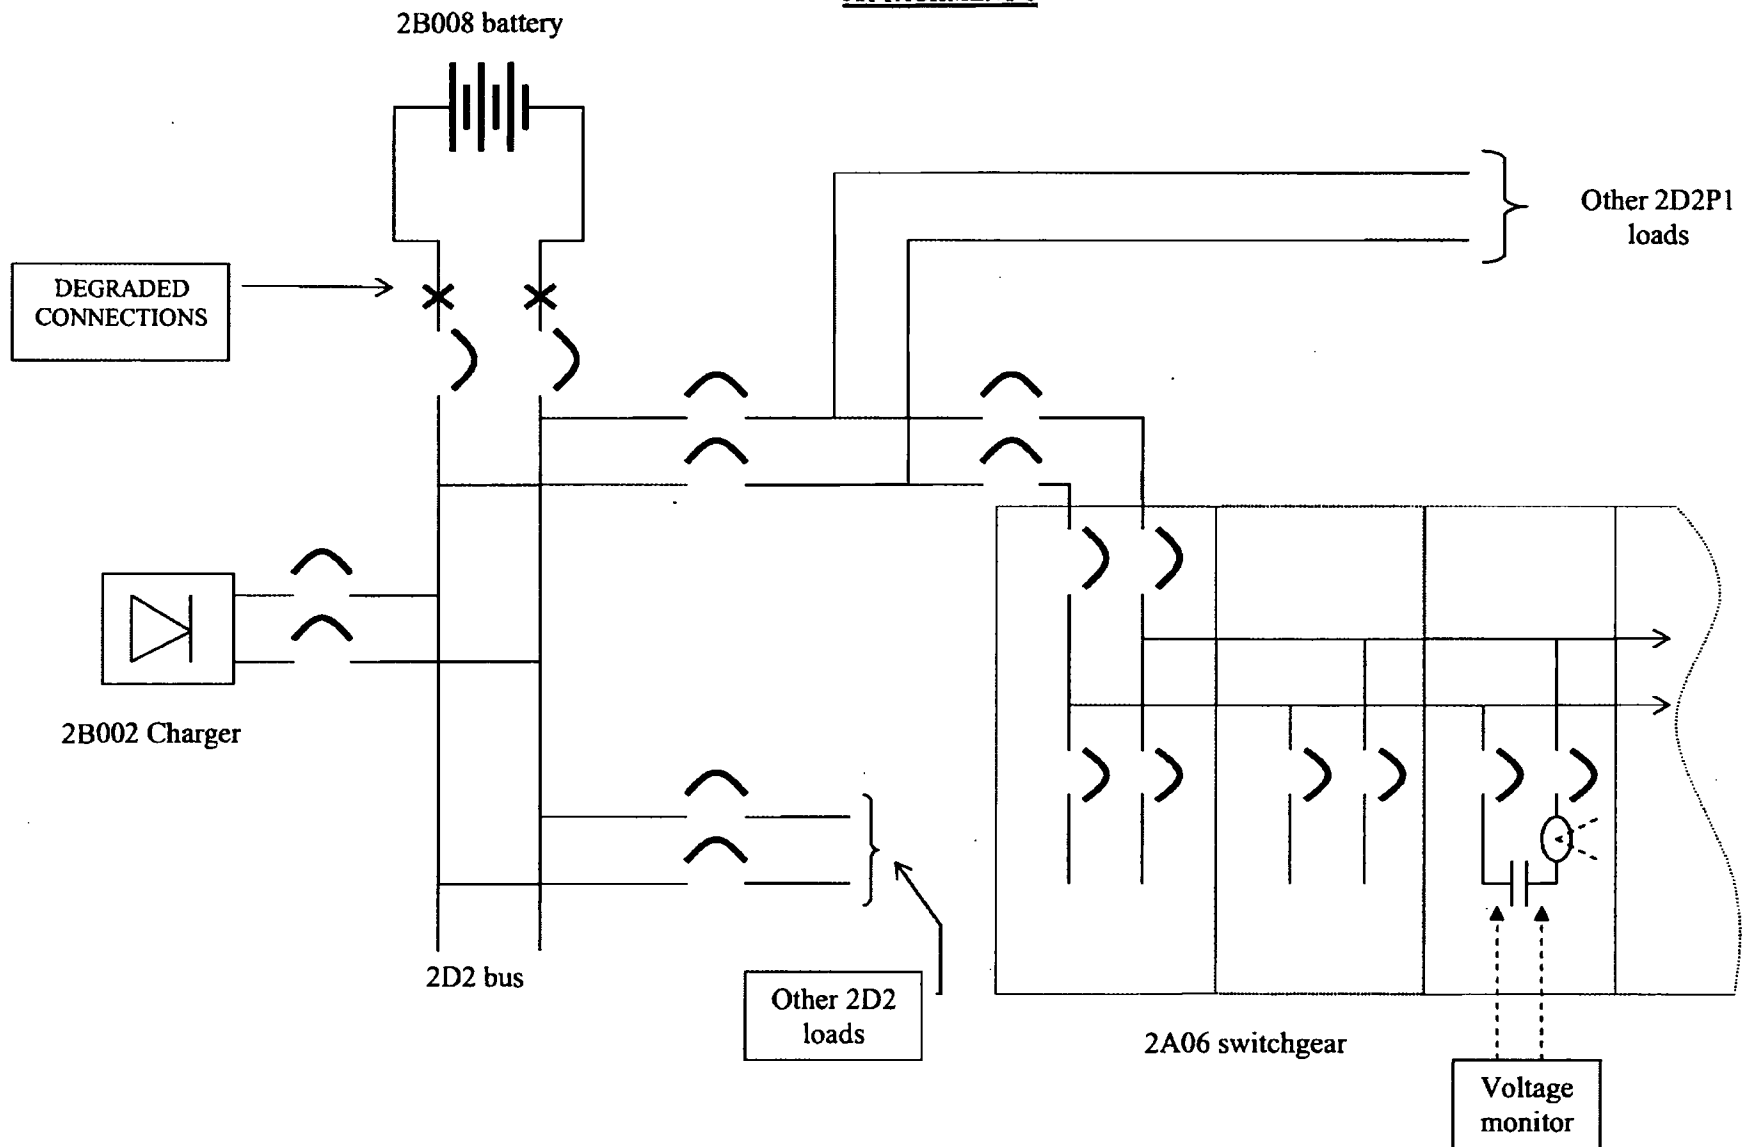 2B008 battery
Other 2D2P1
loads
DEGRADED
CONNECTIONS
2B002 Charger
2D2 bus
Other 2D2
loads
2A06 switchgear
Voltage
monitor